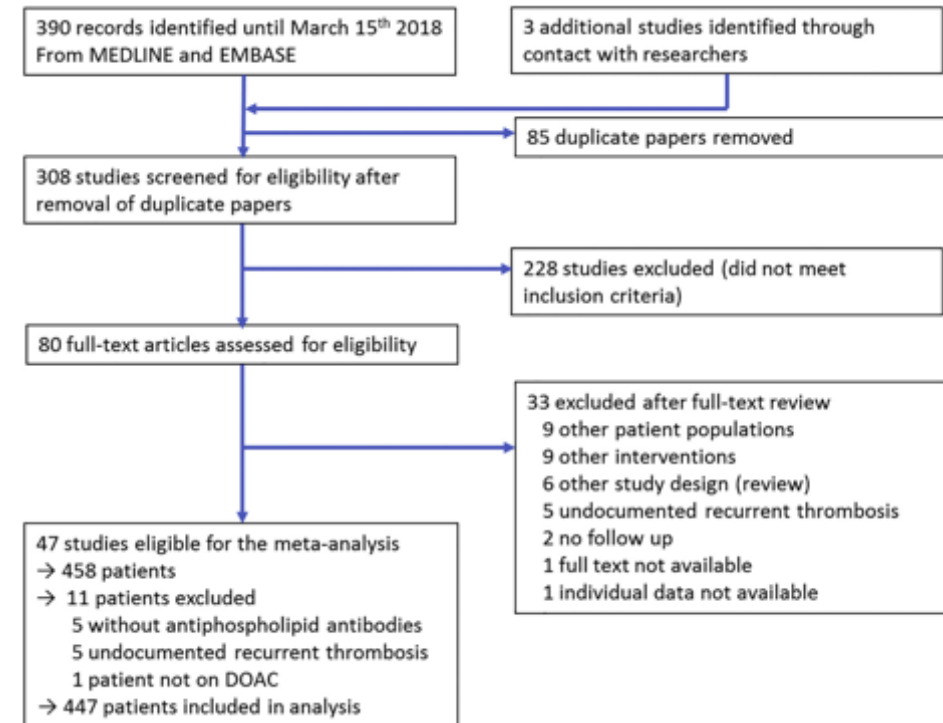 390 records identified until March 15th 2018
From MEDLINE and EMBASE
3 additional studies identified through
contact with researchers
85 duplicate papers removed
308 studies screened for eligibility after
removal of duplicate papers
228 studies excluded (did not meet
inclusion criteria)
80 full-text articles assessed for eligibility
33 excluded after full-text review
9 other patient populations
9 other interventions
6 other study design (review)
5 undocumented recurrent thrombosis
2 no follow up
1 full text not available
1 individual data not available
47 studies eligible for the meta-analysis
→ 458 patients
→ 11 patients excluded
5 without antiphospholipid antibodies
5 undocumented recurrent thrombosis
1 patient not on DOAC
→ 447 patients included in analysis